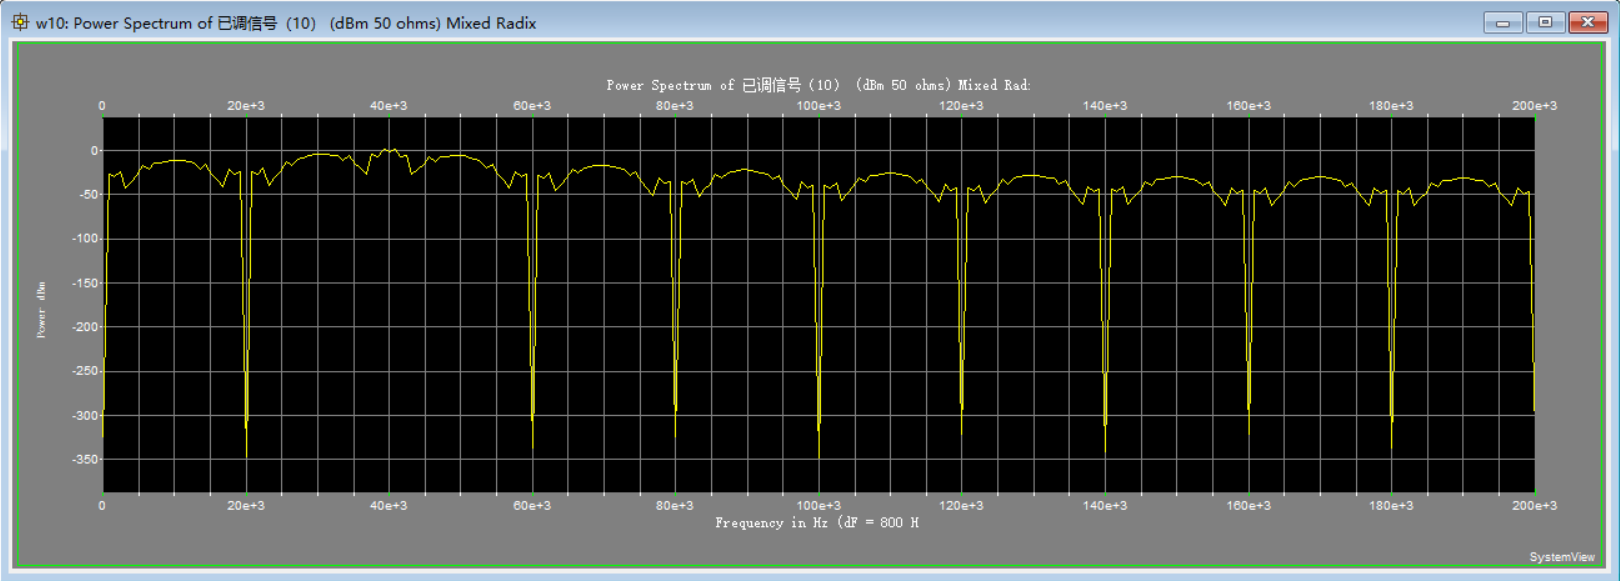 w10: Power Spectrum of 已调信号（10） (dBm 50 ohms) Mixed Radix
Power Spectrum of 已调信号（10） (dBm 50 ohms) Mixed Rad:
0 20e+3 40e+3 60e+3 80e+3 100e+3 120e+3 140e+3 160e+3 180e+3 200e+3
0
-50
-100
-150
-200
-250
-300
-350
Power dBm
0 20e+3 40e+3 60e+3 80e+3 100e+3 120e+3 140e+3 160e+3 180e+3 200e+3
Frequency in Hz (dF = 800 H
SystemView